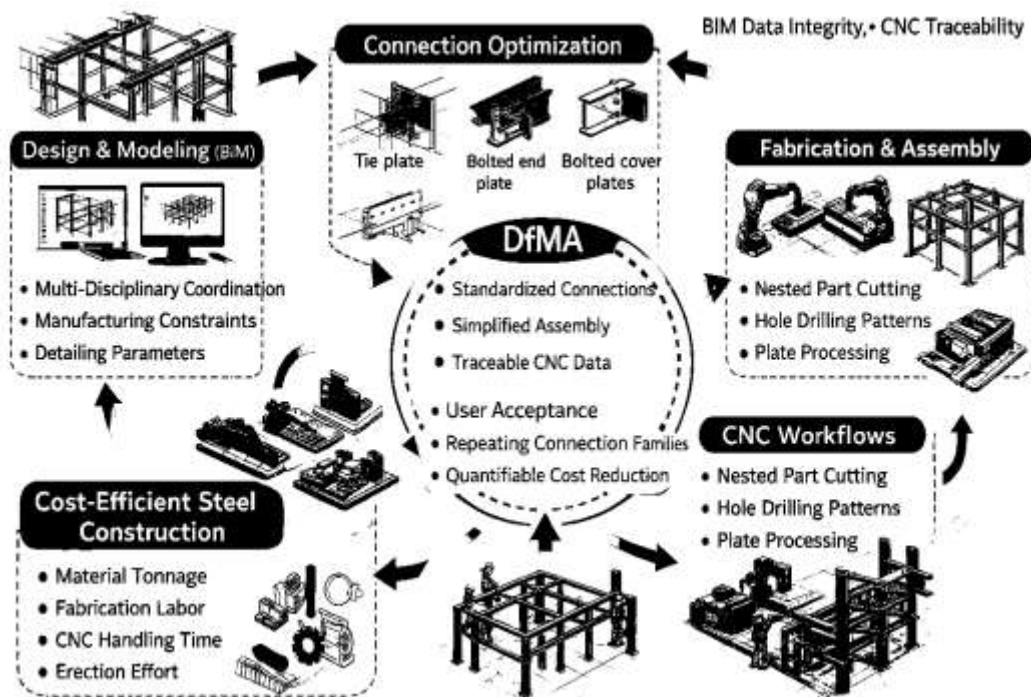 Connection Optimization
BIM Data Integrity,• CNC Traceability
Tie plate
Bolted end
plate
Bolted cover
plates
Design & Modeling (BiM)
• Multi-Disciplinary Coordination
• Manufacturing Constraints
• Detailing Parameters
Fabrication & Assembly
• Nested Part Cutting
• Hole Drilling Patterns
• Plate Processing
DfMA
• Standardized Connections
• Simplified Assembly
• Traceable CNC Data
• User Acceptance
• Repeating Connection Families
• Quantifiable Cost Reduction
CNC Workflows
• Nested Part Cutting
• Hole Drilling Patterns
• Plate Processing
Cost-Efficient Steel
Construction
• Material Tonnage
• Fabrication Labor
• CNC Handling Time
• Erection Effort